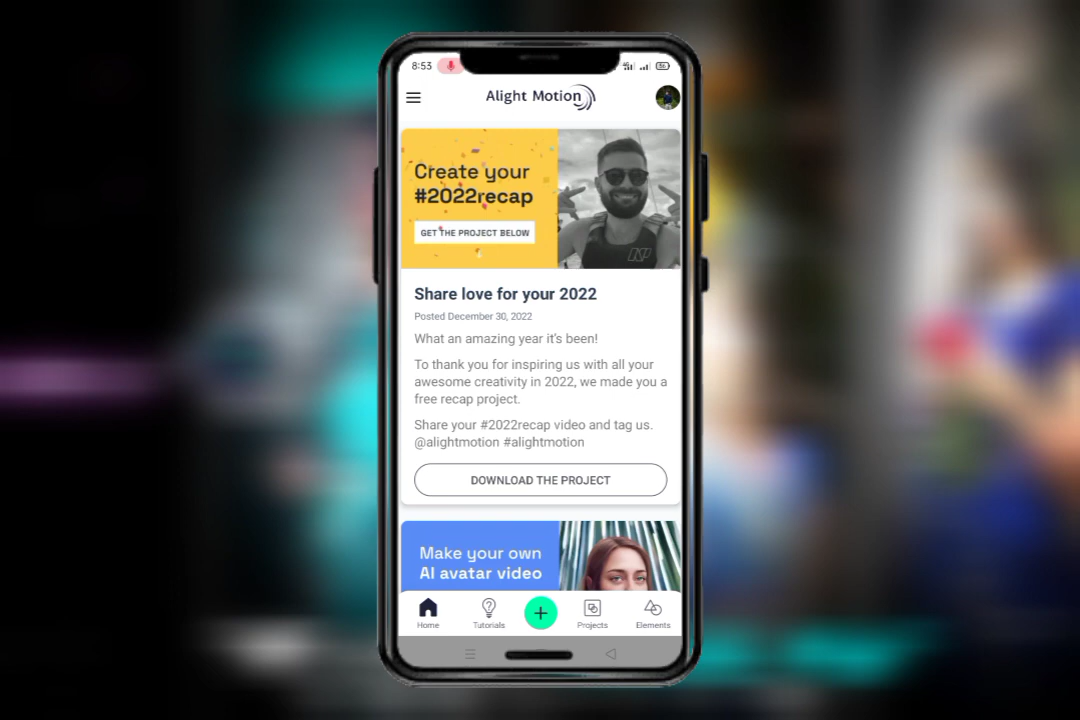 8:53
Alight Motion
Create your
#2022recap
GET THE PROJECT BELOW
Share love for your 2022
Posted December 30, 2022
What an amazing year it's been!
To thank you for inspiring us with all your
awesome creativity in 2022, we made you a
free recap project.
Share your #2022recap video and tag us.
@alightmotion #alightmotion
DOWNLOAD THE PROJECT
Make your own
AI avatar video
Home
Tutorials
Projects
Elements